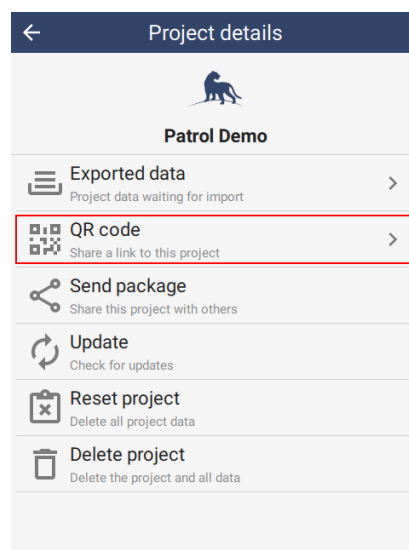 Project details
Patrol Demo
Exported data
Project data waiting for import
QR code
Share a link to this project
Send package
Share this project with others
Update
Check for updates
Reset project
Delete all project data
Delete project
Delete the project and all data